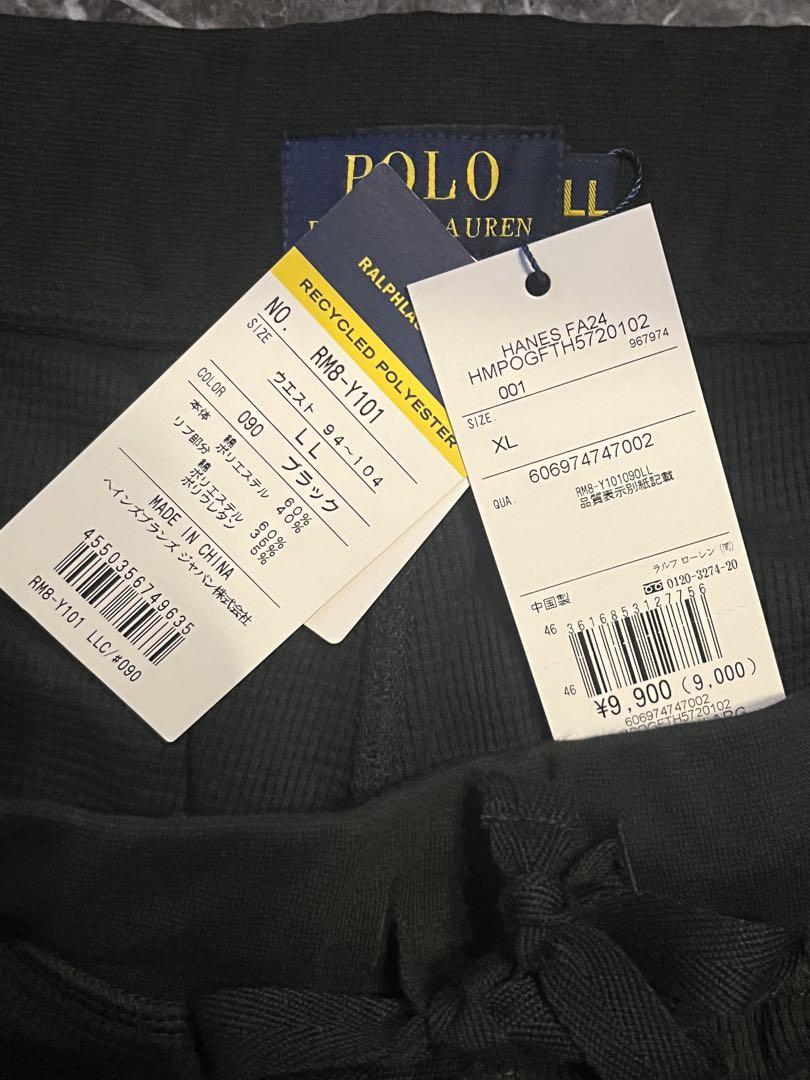 POLO
LAUREN
LL
RALPHLAU
RECYCLED POLYESTER
NO. RM8-Y101
SIZE ウエスト 94~104
LL
COLOR 090 ブラック
本体 綿 60%
ポリエステル 40%
リブ部分 綿 60%
ポリエステル 35%
ポリウレタン 5%
MADE IN CHINA
ヘインズブランズ ジャパン株式会社
4550356749635
RM8-Y101 LLC/#090
HANES FA24
HMPOGFTH5720102
967974
001
SIZE.
XL
606974747002
QUA.
RM8-Y101090LL
品質表示別紙記載
ラルフ ローレン (同)
0120-3274-20
中国製
46 3616853127756
46
¥9,900 (9,000)
606974747002